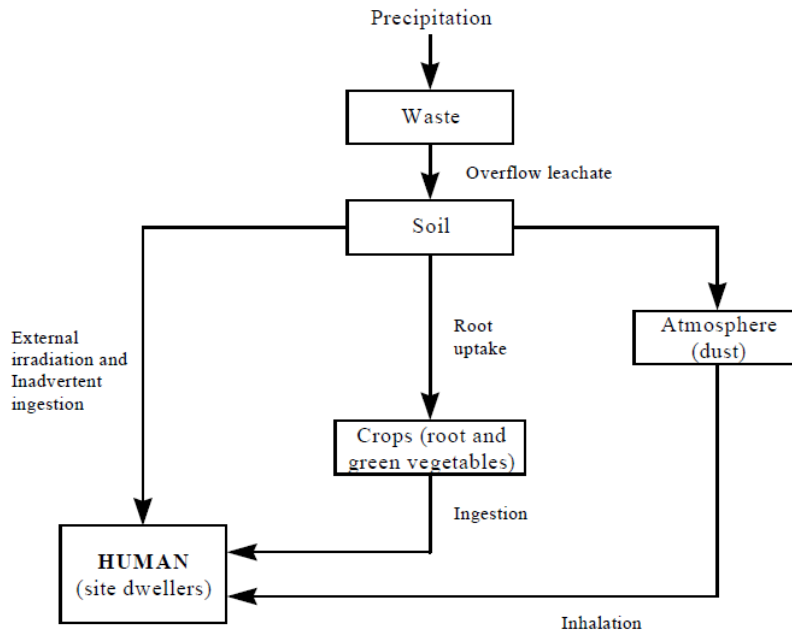 Precipitation
Waste
Overflow leachate
Soil
External
irradiation and
Inadvertent
ingestion
Root
uptake
Atmosphere
(dust)
Crops (root and
green vegetables)
Ingestion
HUMAN
(site dwellers)
Inhalation